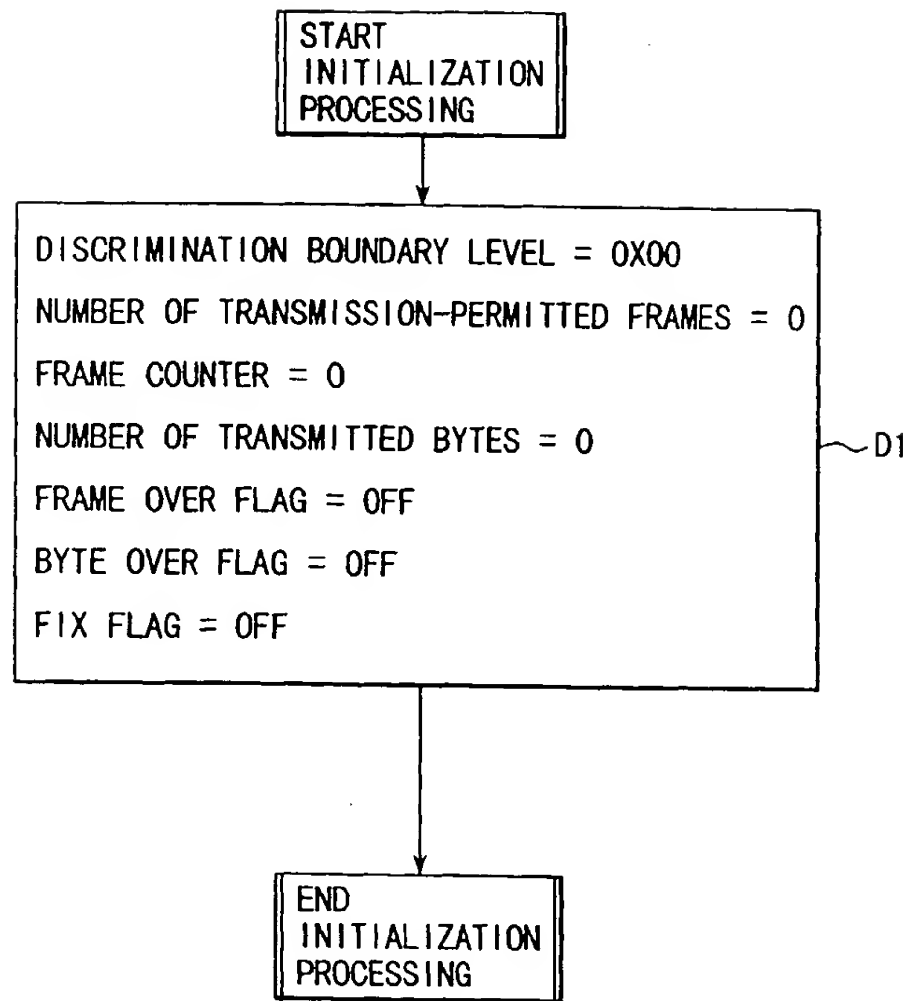 START
INITIALIZATION
PROCESSING
DISCRIMINATION BOUNDARY LEVEL = 0X00
NUMBER OF TRANSMISSION-PERMITTED FRAMES = 0
FRAME COUNTER = 0
NUMBER OF TRANSMITTED BYTES = 0
D1
FRAME OVER FLAG = OFF
BYTE OVER FLAG = OFF
FIX FLAG = OFF
END
INITIALIZATION
PROCESSING